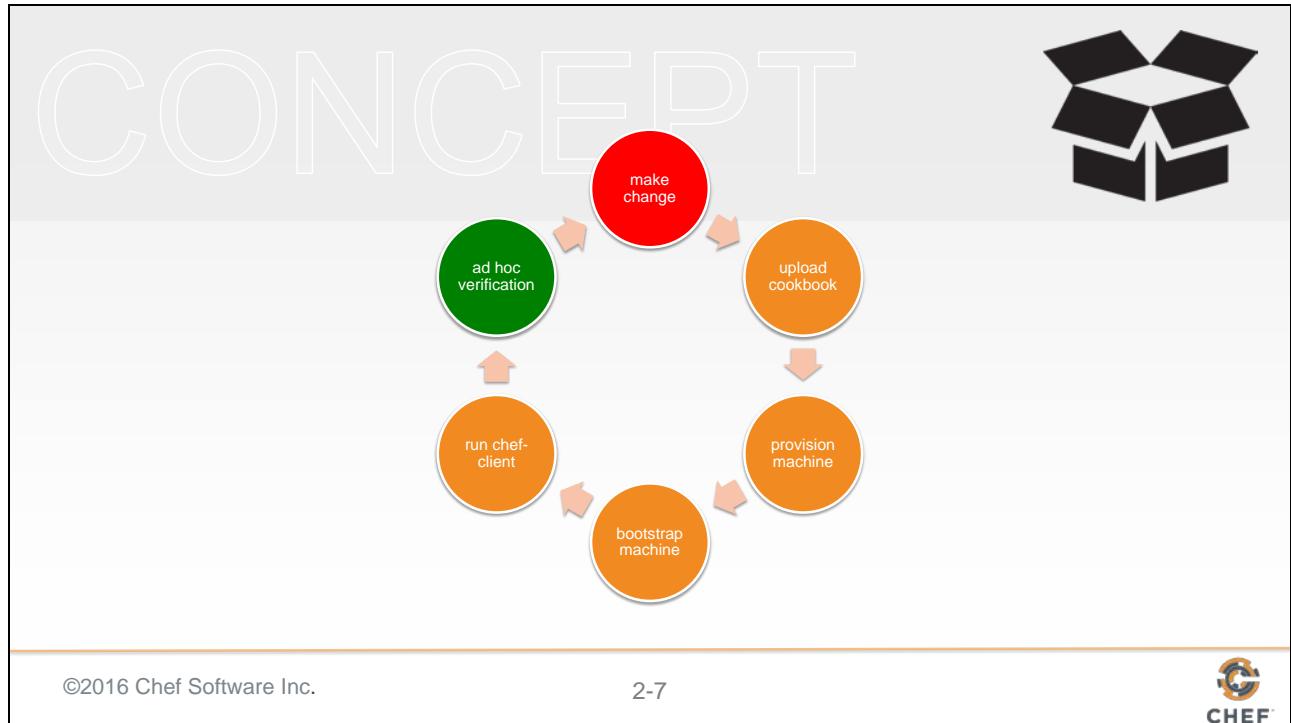 CONCEPT
make
change
upload
cookbook
provision
machine
bootstrap
machine
run chef-
client
ad hoc
verification
©2016 Chef Software Inc.
2-7
CHEF